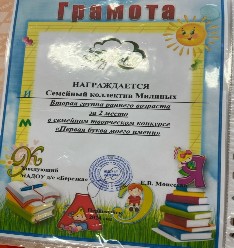 Грамота
НАГРАЖДАЕТСЯ
Семейный коллектив Милиных
Вторая группа раннего возраста
за 2 место
в семейном творческом конкурсе
«Первая буква моего имени»
Заведующий
МАДОУ д/с «Березка»
Е.В.